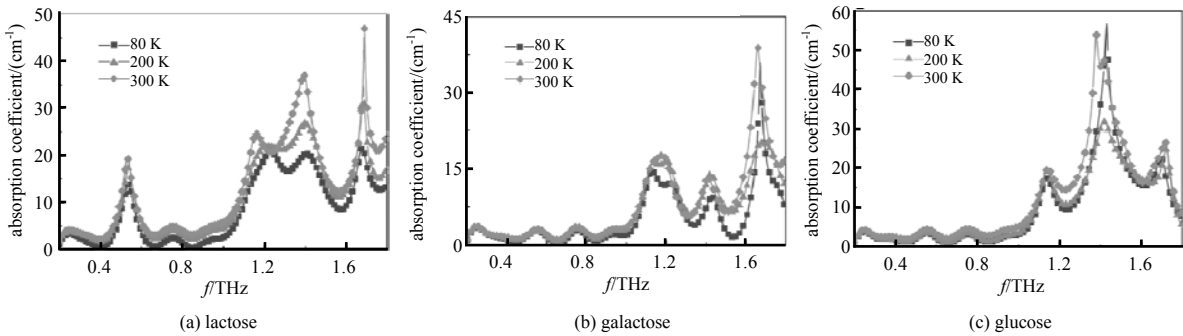 absorption coefficient/(cm⁻¹)
50
40
30
20
10
0
80 K
200 K
300 K
0.4 0.8 1.2 1.6
f/THz
(a) lactose
absorption coefficient/(cm⁻¹)
45
30
15
0
80 K
200 K
300 K
0.4 0.8 1.2 1.6
f/THz
(b) galactose
absorption coefficient/(cm⁻¹)
60
50
40
30
20
10
0
80 K
200 K
300 K
0.4 0.8 1.2 1.6
f/THz
(c) glucose